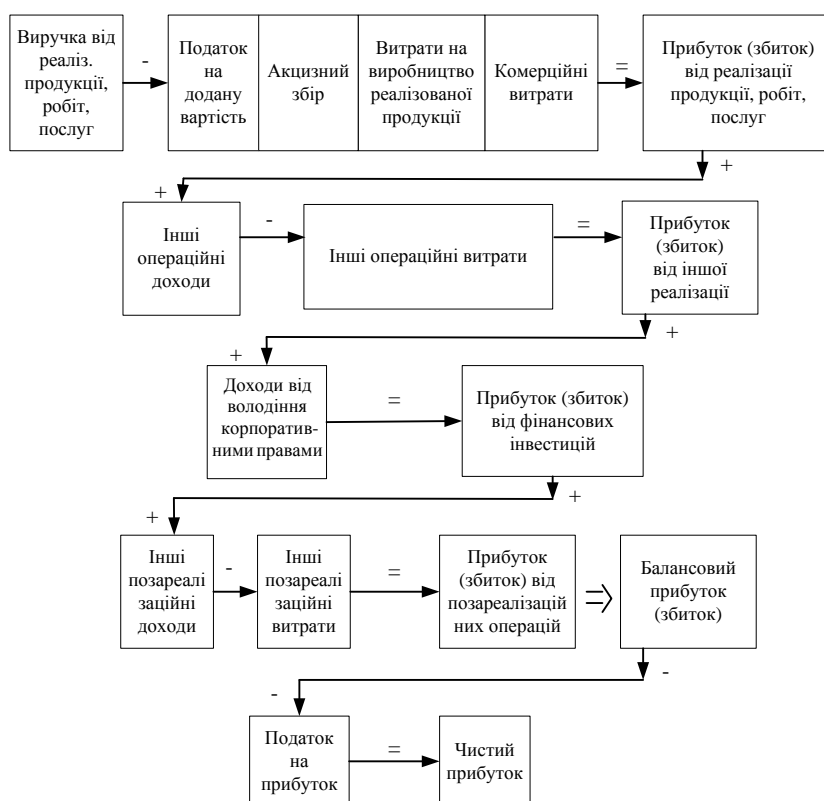 Виручка від
реаліз.
продукції,
робіт,
послуг
-
Податок
на
додану
вартість
Акцизний
збір
Витрати на
виробництво
реалізованої
продукції
Комерційні
витрати
=
Прибуток (збиток)
від реалізації
продукції, робіт,
послуг
+
+
Інші
операційні
доходи
-
Інші операційні витрати
=
Прибуток
(збиток)
від іншої
реалізації
+
+
Доходи від
володіння
корпоратив-
ними правами
=
Прибуток (збиток)
від фінансових
інвестицій
+
+
Інші
позареалі
заційні
доходи
-
Інші
позареалі
заційні
витрати
=
Прибуток
(збиток) від
позареалізацій
них операцій
⇒
Балансовий
прибуток
(збиток)
-
-
Податок
на
прибуток
=
Чистий
прибуток